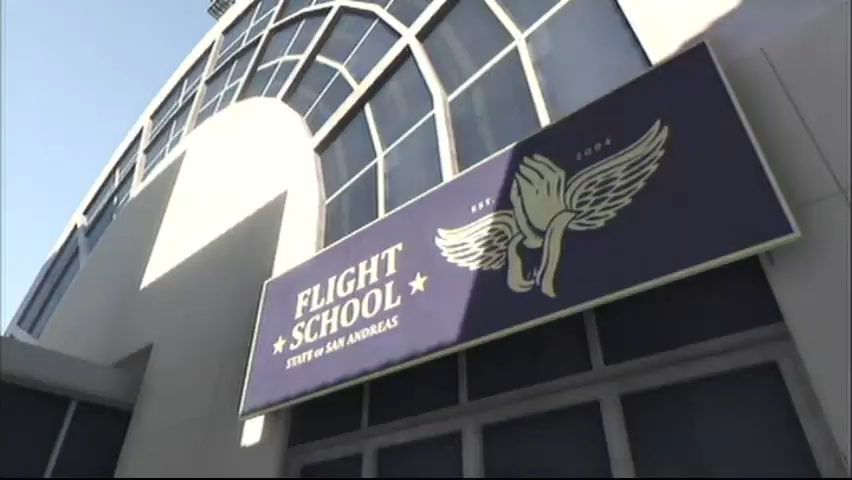 EST. 2004
FLIGHT
SCHOOL
STATE OF SAN ANDREAS